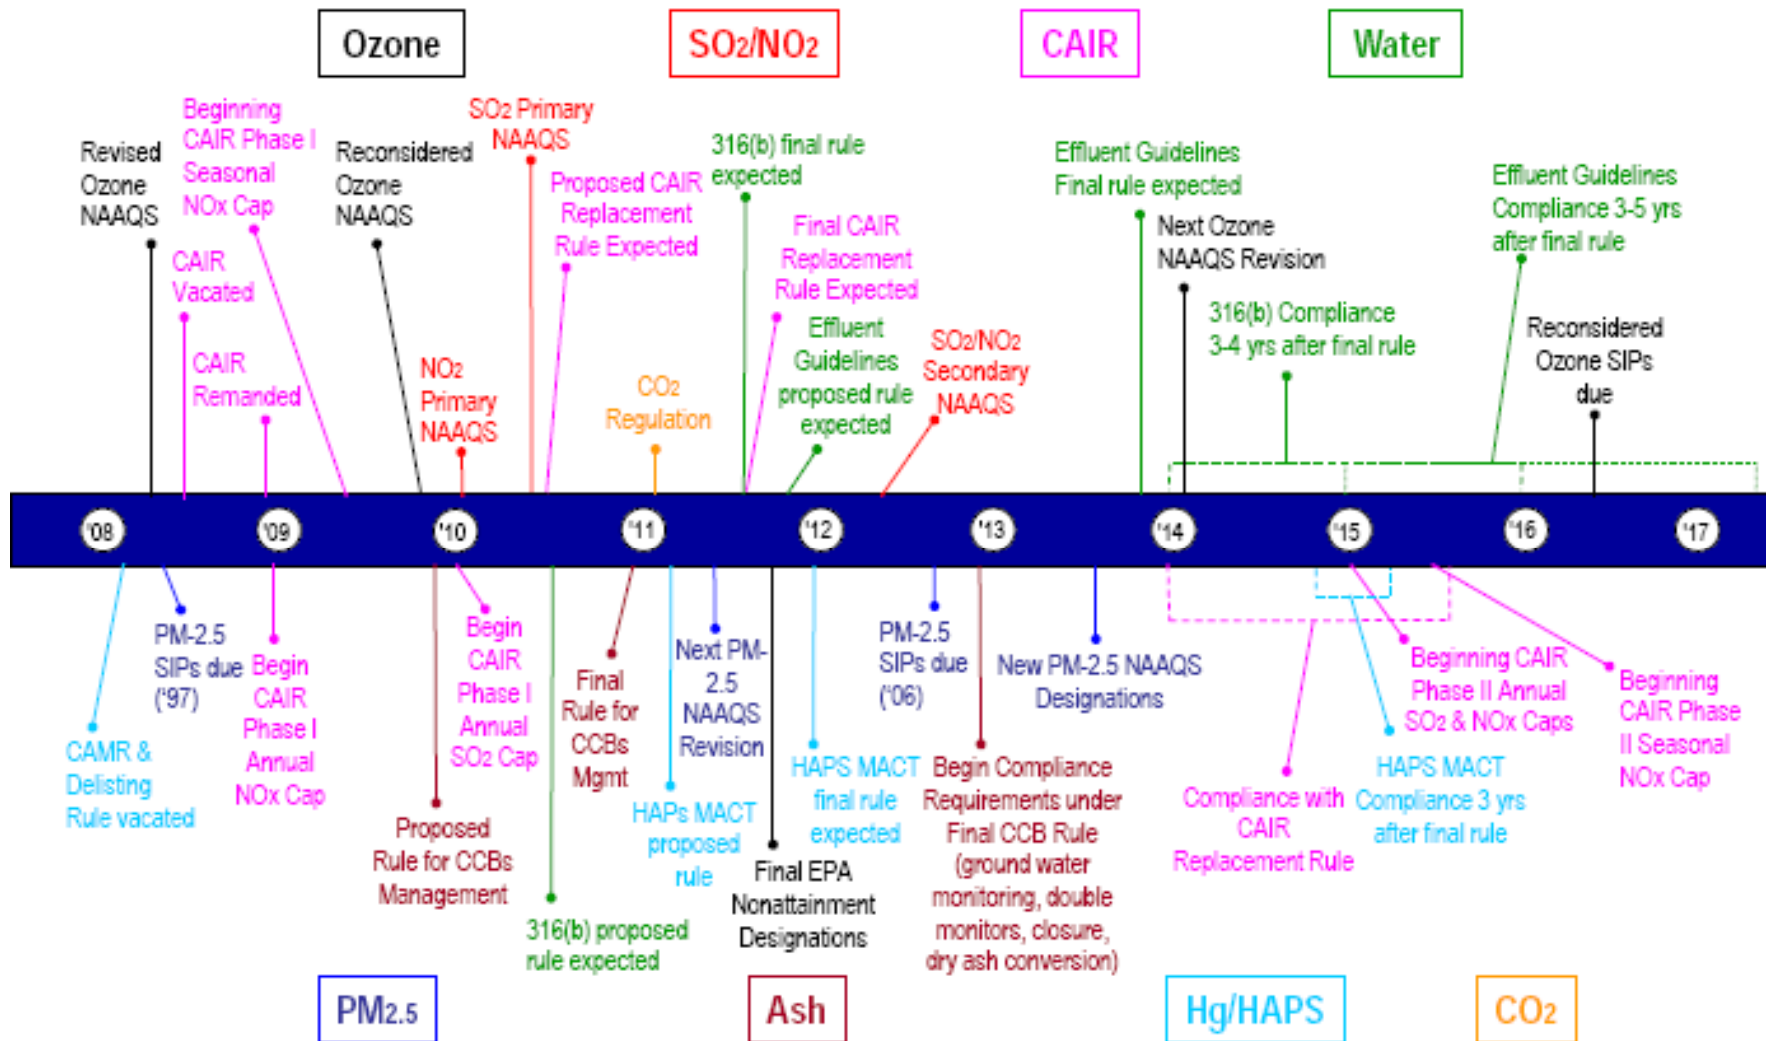 Ozone
SO2/NO2
CAIR
Water
Revised
Ozone
NAAQS
Beginning
CAIR Phase I
Seasonal
NOx Cap
CAIR
Vacated
CAIR
Remanded
Reconsidered
Ozone
NAAQS
NO2
Primary
NAAQS
SO2 Primary
NAAQS
Proposed CAIR
Replacement
Rule Expected
CO2
Regulation
316(b) final rule
expected
Final CAIR
Replacement
Rule Expected
Effluent
Guidelines
proposed rule
expected
SO2/NO2
Secondary
NAAQS
Effluent Guidelines
Final rule expected
Next Ozone
NAAQS Revision
316(b) Compliance
3-4 yrs after final rule
Effluent Guidelines
Compliance 3-5 yrs
after final rule
Reconsidered
Ozone SIPs
due
'08
'09
'10
'11
'12
'13
'14
'15
'16
'17
CAMR &
Delisting
Rule vacated
PM-2.5
SIPs due
('97)
Begin
CAIR
Phase I
Annual
NOx Cap
Proposed
Rule for CCBs
Management
Begin
CAIR
Phase I
Annual
SO2 Cap
316(b) proposed
rule expected
Final
Rule for
CCBs
Mgmt
HAPs MACT
proposed
rule
Next PM-
2.5
NAAQS
Revision
Final EPA
Nonattainment
Designations
HAPS MACT
final rule
expected
PM-2.5
SIPs due
('06)
Begin Compliance
Requirements under
Final CCB Rule
(ground water
monitoring, double
monitors, closure,
dry ash conversion)
New PM-2.5 NAAQS
Designations
Compliance with
CAIR
Replacement Rule
Beginning CAIR
Phase II Annual
SO2 & NOx Caps
HAPS MACT
Compliance 3 yrs
after final rule
Beginning
CAIR Phase
II Seasonal
NOx Cap
PM2.5
Ash
Hg/HAPS
CO2